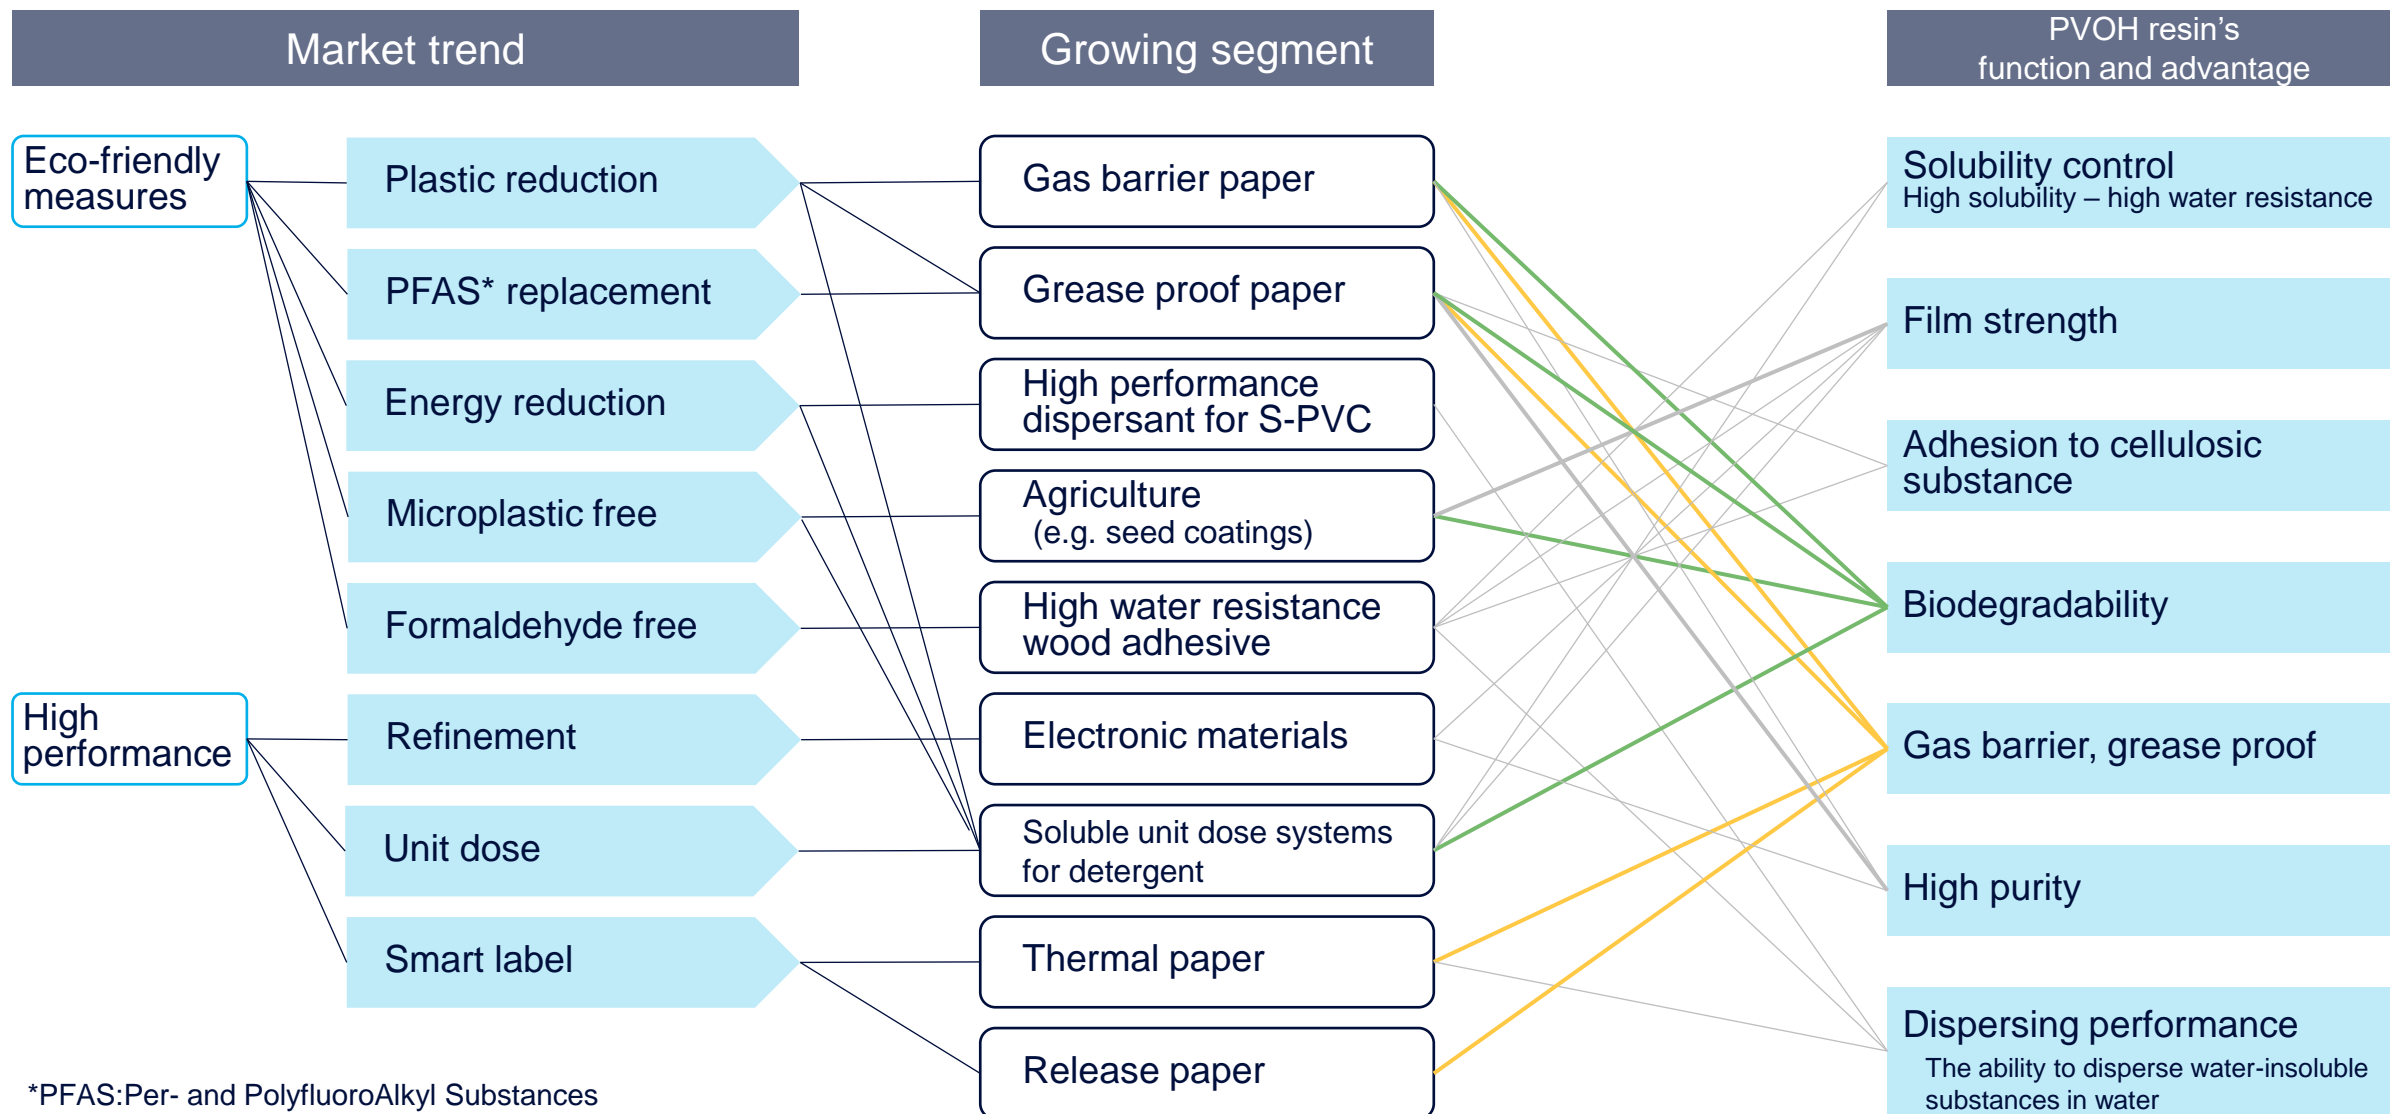 Market trend
Growing segment
PVOH resin's
function and advantage
Eco-friendly
measures
Plastic reduction
PFAS* replacement
Energy reduction
Microplastic free
Formaldehyde free
High
performance
Refinement
Unit dose
Smart label
Gas barrier paper
Grease proof paper
High performance
dispersant for S-PVC
Agriculture
(e.g. seed coatings)
High water resistance
wood adhesive
Electronic materials
Soluble unit dose systems
for detergent
Thermal paper
Release paper
Solubility control
High solubility – high water resistance
Film strength
Adhesion to cellulosic
substance
Biodegradability
Gas barrier, grease proof
High purity
Dispersing performance
The ability to disperse water-insoluble
substances in water
*PFAS:Per- and PolyfluoroAlkyl Substances